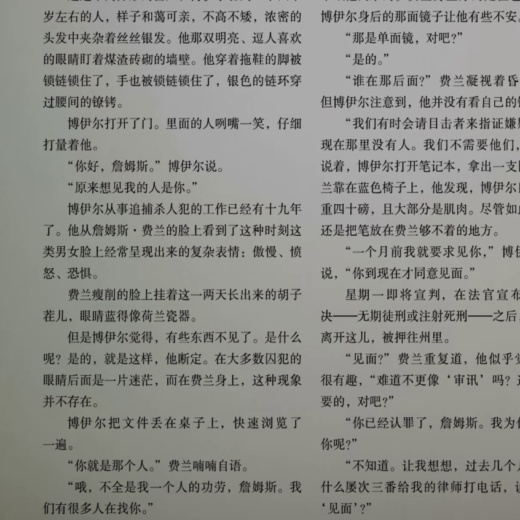 岁左右的人，样子和蔼可亲，不高不矮，浓密的
头发中夹杂着丝丝银发。他那双明亮、逗人喜欢
的眼睛盯着煤渣砖砌的墙壁。他穿着拖鞋的脚被
锁链锁住了，手也被锁链锁住了，银色的链环穿
过腰间的镣铐。
博伊尔打开了门。里面的人咧嘴一笑，仔细
打量着他。
“你好，詹姆斯。”博伊尔说。
“原来想见我的人是你。”
博伊尔从事追捕杀人犯的工作已经有十九年
了。他从詹姆斯·费兰的脸上看到了这种时刻这
类男女脸上经常呈现出来的复杂表情：傲慢、愤
怒、恐惧。
费兰瘦削的脸上挂着这一两天长出来的胡子
茬儿，眼睛蓝得像荷兰瓷器。
但是博伊尔觉得，有些东西不见了。是什么
呢？是的，就是这样，他断定。在大多数囚犯的
眼睛后面是一片迷茫，而在费兰身上，这种现象
并不存在。
博伊尔把文件丢在桌子上，快速浏览了
一遍。
“你就是那个人。”费兰喃喃自语。
“哦，不全是我一个人的功劳，詹姆斯。我
们有很多人在找你。”
博伊尔身后的那面镜子让他有些不安
“那是单面镜，对吧？”
“是的。”
“谁在那后面？”费兰凝视着昏
但博伊尔注意到，他并没有看自己的
“我们有时会请目击者来指证嫌
现在那里没有人。我们不需要他们，
说着，博伊尔打开笔记本，拿出一支
兰靠在蓝色椅子上，他发现，博伊尔
重四十磅，且大部分是肌肉。尽管如
还是把笔放在费兰够不着的地方。
“一个月前我就要求见你，”博伊
说，“你到现在才同意见面。”
星期一即将宣判，在法官宣布
决——无期徒刑或注射死刑——之后，
离开这儿，被押往州里。
“见面？”费兰重复道，他似乎
很有趣，“难道不更像‘审讯’吗？
要的，对吧？”
“你已经认罪了，詹姆斯。我为
你呢？”
“不知道。让我想想，过去几个
什么屡次三番给我的律师打电话，
‘见面’？”